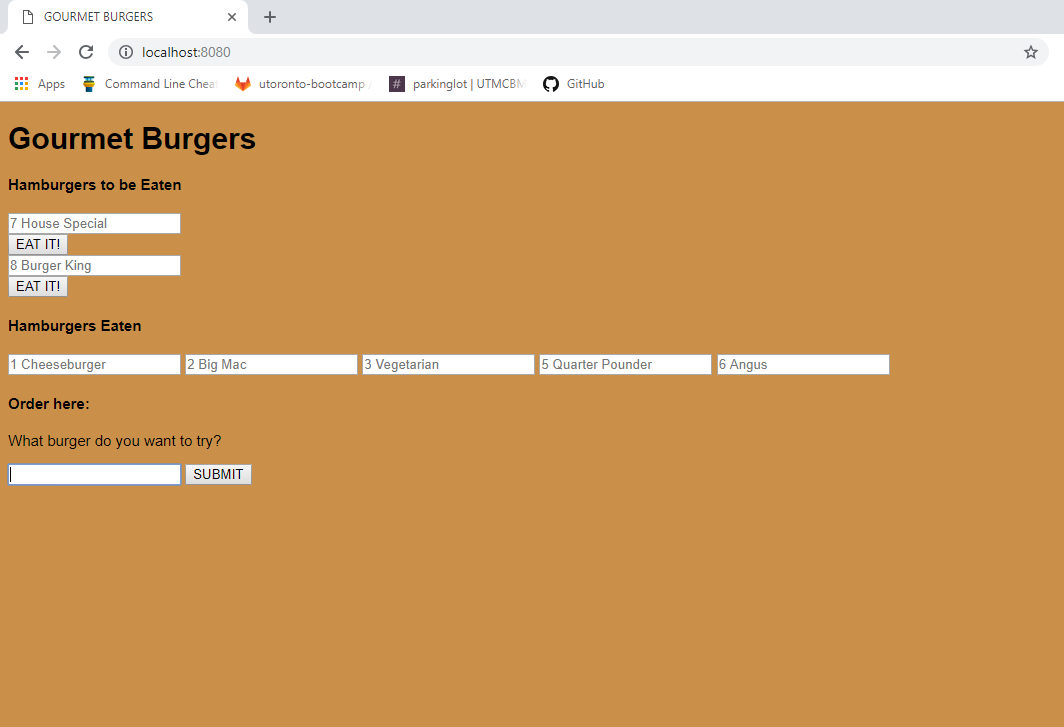 GOURMET BURGERS
localhost:8080
Apps Command Line Chea utoronto-bootcamp / parkinglot | UTMCBM GitHub
Gourmet Burgers
Hamburgers to be Eaten
7 House Special
EAT IT!
8 Burger King
EAT IT!
Hamburgers Eaten
1 Cheeseburger 2 Big Mac 3 Vegetarian 5 Quarter Pounder 6 Angus
Order here:
What burger do you want to try?
SUBMIT